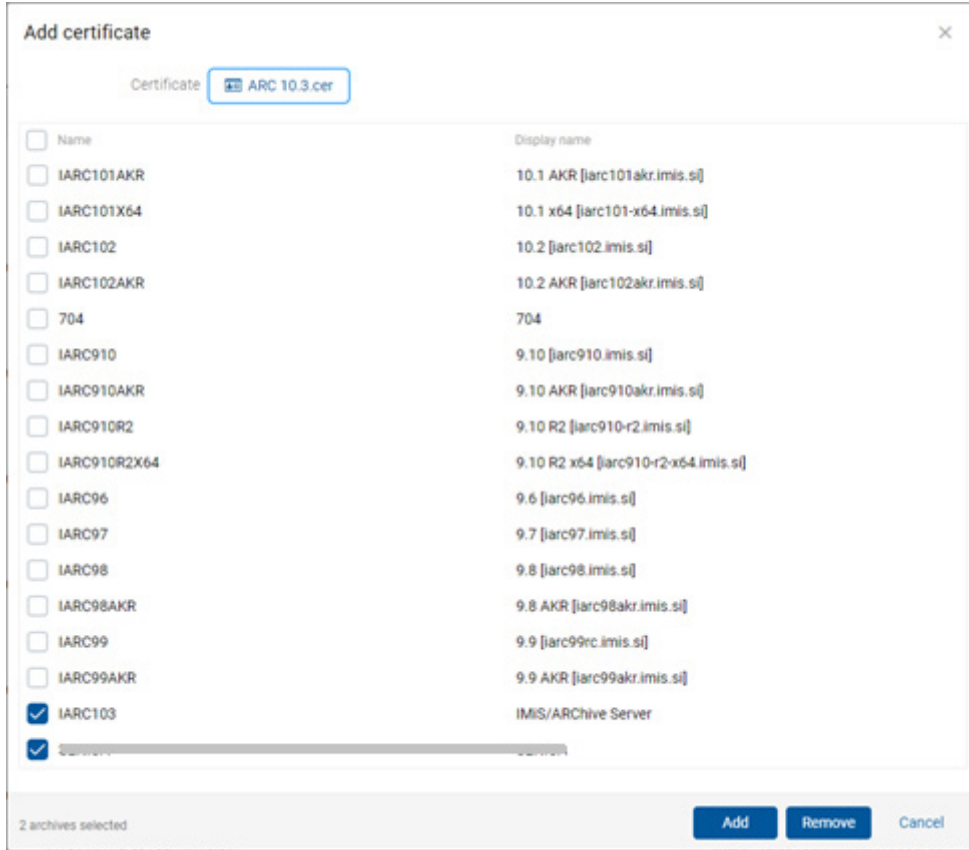 Add certificate
Certificate ARC 10.3.cer
Name Display name
IARC101AKR 10.1 AKR [iarc101akr.imis.si]
IARC101X64 10.1 x64 [iarc101-x64.imis.si]
IARC102 10.2 [iarc102.imis.si]
IARC102AKR 10.2 AKR [iarc102akr.imis.si]
704 704
IARC910 9.10 [iarc910.imis.si]
IARC910AKR 9.10 AKR [iarc910akr.imis.si]
IARC910R2 9.10 R2 [iarc910-r2.imis.si]
IARC910R2X64 9.10 R2 x64 [iarc910-r2-x64.imis.si]
IARC96 9.6 [iarc96.imis.si]
IARC97 9.7 [iarc97.imis.si]
IARC98 9.8 [iarc98.imis.si]
IARC98AKR 9.8 AKR [iarc98akr.imis.si]
IARC99 9.9 [iarc99rc.imis.si]
IARC99AKR 9.9 AKR [iarc99akr.imis.si]
IARC103 IMiS/ARChive Server
2 archives selected Add Remove Cancel